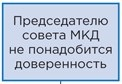 Председателю
совета МКД
не понадобится
доверенность